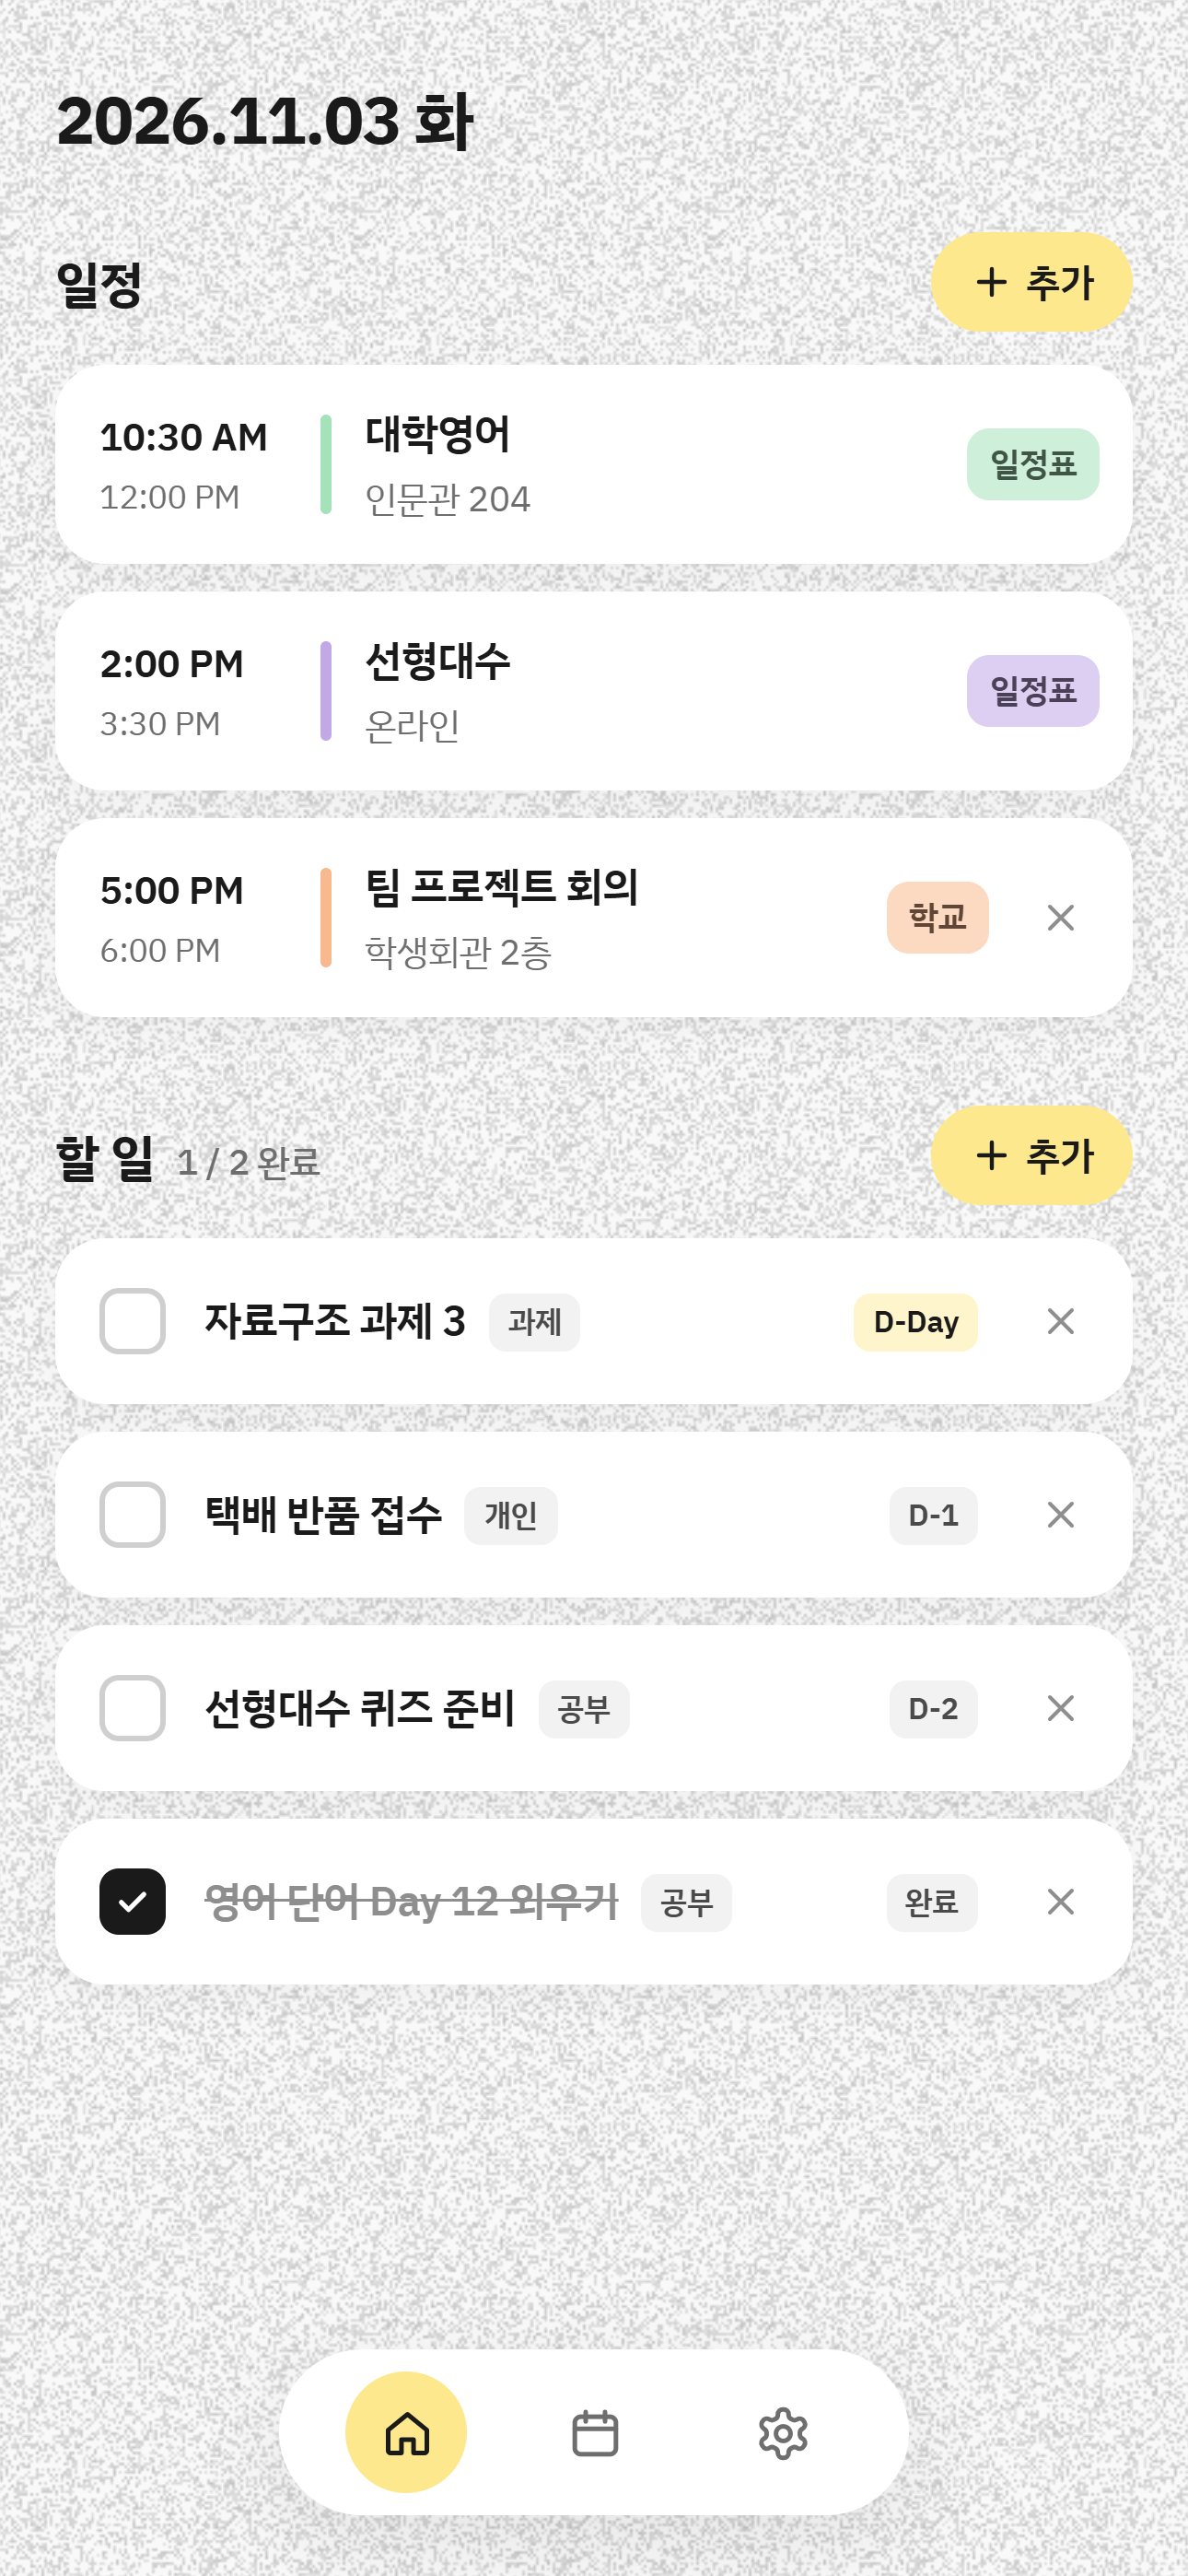 2026.11.03 화
일정
+ 추가
10:30 AM
12:00 PM
대학영어
인문관 204
일정표
2:00 PM
3:30 PM
선형대수
온라인
일정표
5:00 PM
6:00 PM
팀 프로젝트 회의
학생회관 2층
학교
할 일 1 / 2 완료
+ 추가
자료구조 과제 3 과제 D-Day
택배 반품 접수 개인 D-1
선형대수 퀴즈 준비 공부 D-2
영어 단어 Day 12 외우기 공부 완료